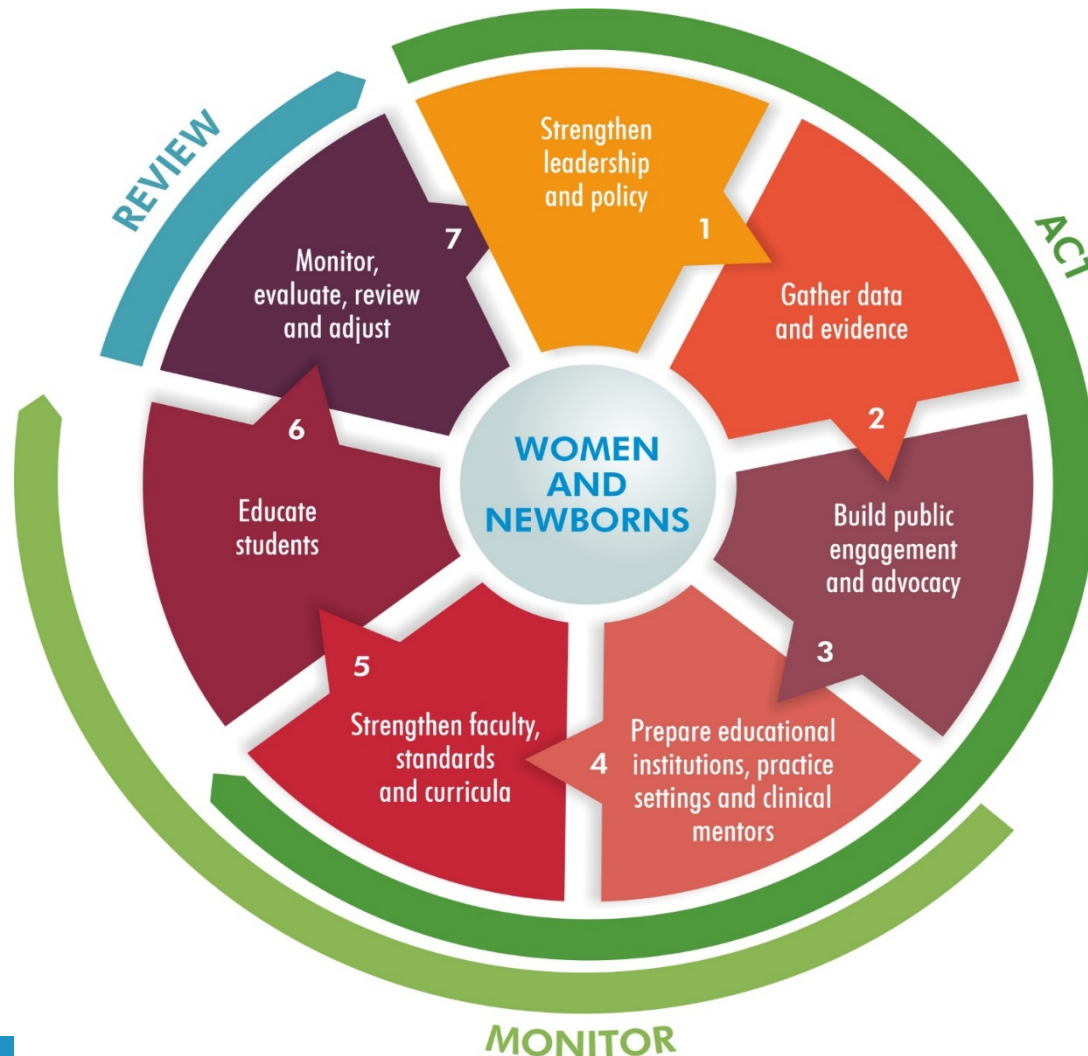 REVIEW
ACT
MONITOR
Strengthen
leadership
and policy
1
Gather data
and evidence
2
Build public
engagement
and advocacy
3
Prepare educational
institutions, practice
settings and clinical
mentors
4
Strengthen faculty,
standards
and curricula
5
Educate
students
6
Monitor,
evaluate, review
and adjust
7
WOMEN
AND
NEWBORNS